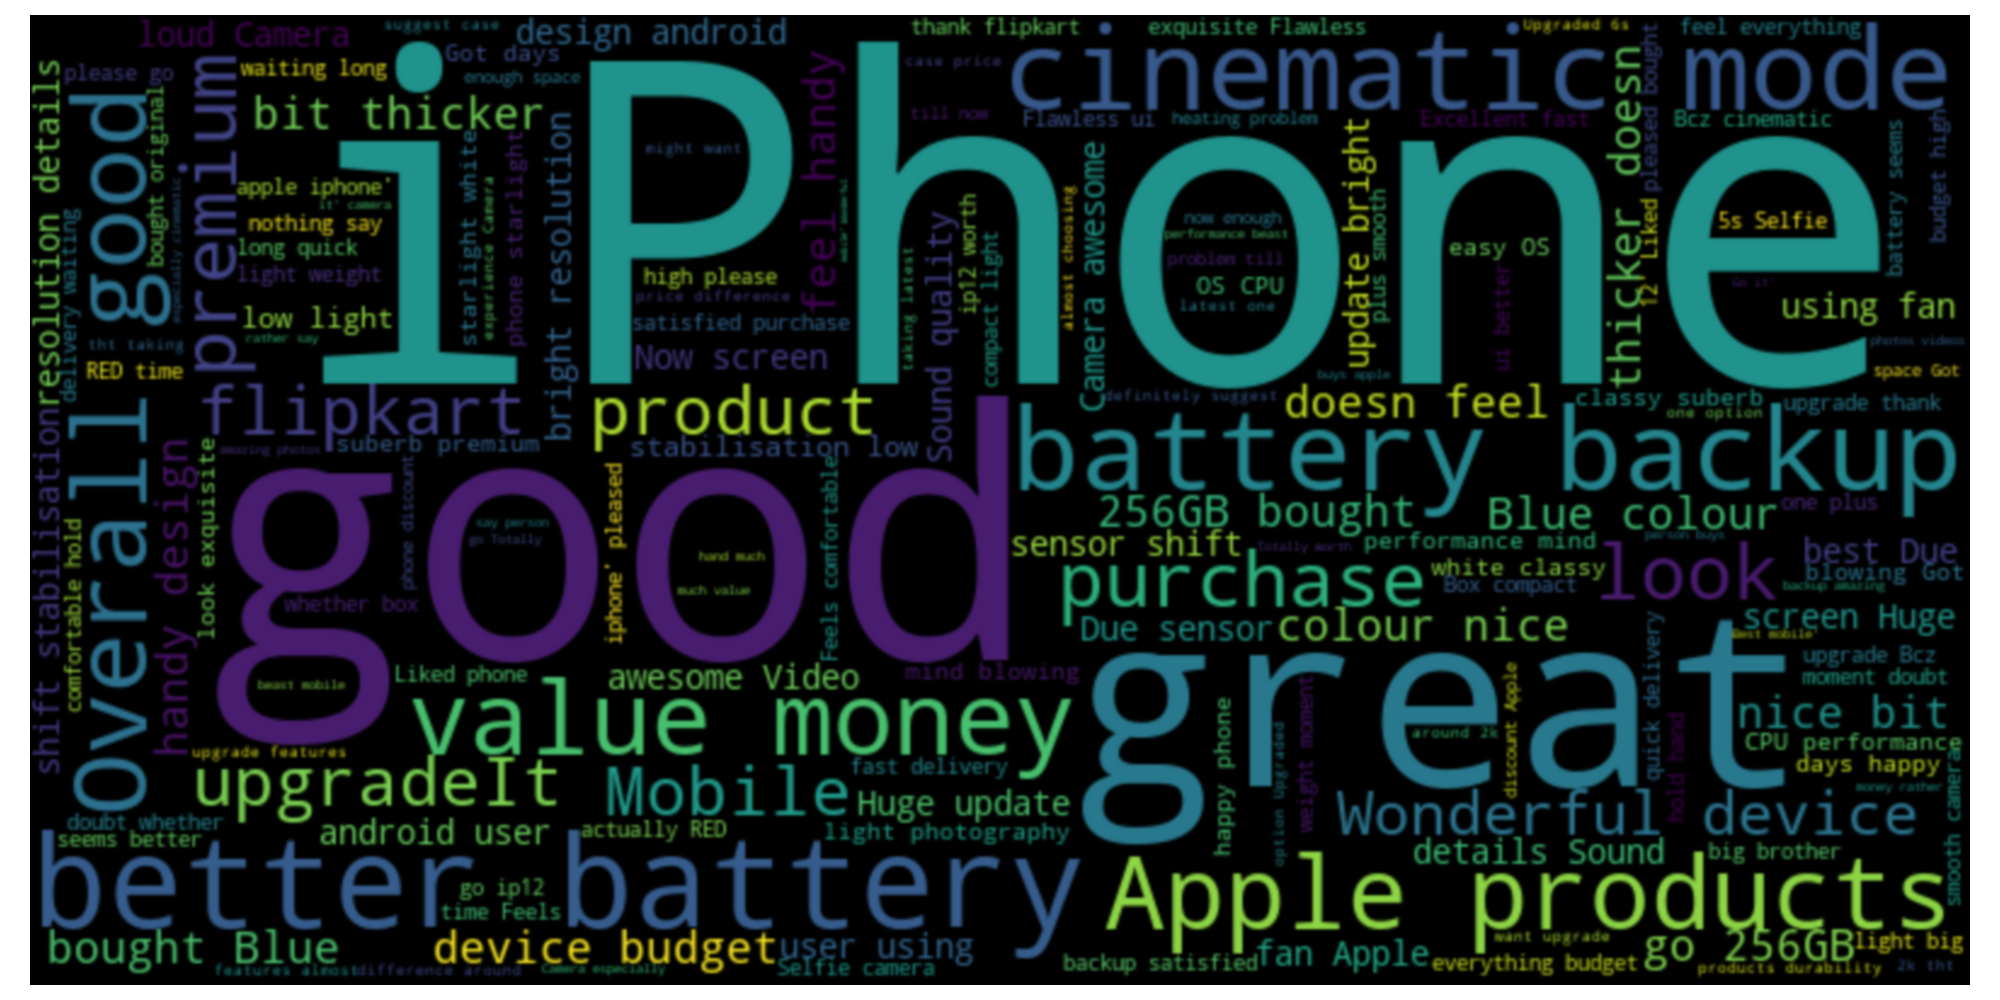 iPhone
good
great
cinematic mode
battery backup
better battery
Apple products
value money
overall good
premium
flipkart
product
purchase
look
upgradeIt
Mobile
Wonderful device
device budget
bought Blue
go 256GB
loud Camera
suggest case
design android
thank flipkart
exquisite Flawless
Upgraded 6s
feel everything
please go
waiting long
Got days
enough space
case price
bit thicker
till now
Flawless ui
heating problem
Excellent fast
Bcz cinematic
resolution details
bought original
especially cinematic
delivery waiting
apple iphone'
it' camera
nothing say
long quick
light weight
low light
rather say
tht taking
RED time
starlight white
experience Camera
phone starlight
bright resolution
might want
high please
price difference
satisfied purchase
Now screen
feel handy
taking latest
Sound quality
ip12 worth
compact light
almost choosing
Camera awesome
now enough
performance beast
problem till
OS CPU
latest one
update bright
plus smooth
easy OS
ui better
thicker doesn
12 Liked
pleased bought
5s Selfie
Go it'
battery seems
budget high
using fan
photos videos
space Got
buys apple
definitely suggest
doesn feel
classy suberb
one option
upgrade thank
shift stabilisation
comfortable hold
handy design
look exquisite
amazing photos
suberb premium
phone discount
stabilisation low
say person
go Totally
iphone' pleased
hand much
much value
Feels comfortable
whether box
beast mobile
Liked phone
awesome Video
mind blowing
256GB bought
Blue colour
one plus
sensor shift
Totally worth
performance mind
person buys
best Due
blowing Got
white classy
Box compact
backup amazing
Due sensor
colour nice
screen Huge
Best mobile'
upgrade Bcz
moment doubt
quick delivery
nice bit
CPU performance
days happy
money rather
smooth camera
hold hand
discount Apple
around 2k
weight moment
option Upgraded
happy phone
upgrade features
fast delivery
Huge update
doubt whether
seems better
android user
actually RED
light photography
details Sound
big brother
go ip12
time Feels
user using
features almost
difference around
Camera especially
Selfie camera
backup satisfied
fan Apple
want upgrade
everything budget
light big
products durability
2k tht